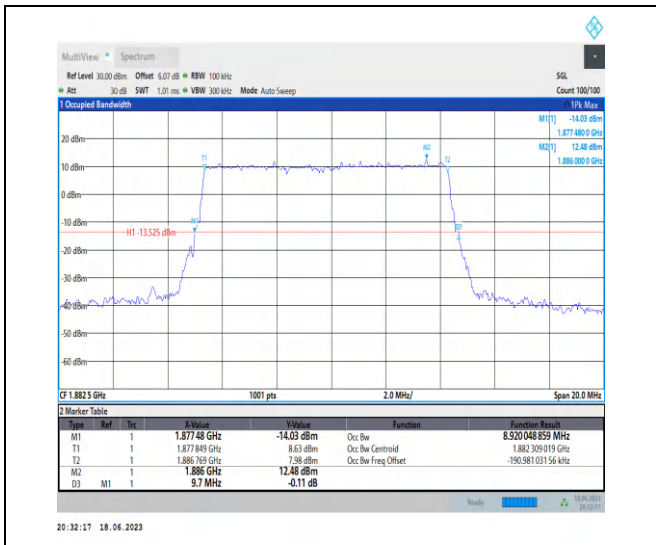 MultiView Spectrum
Ref Level 30.00 dBm Offset 6.07 dB RBW 100 kHz SGL
Att 30 dB SWT 1.01 ms VBW 300 kHz Mode Auto Sweep Count 100/100
1 Occupied Bandwidth 1Pk Max
M1[1] -14.03 dBm
1.877 480 0 GHz
M2[1] 12.48 dBm
1.886 000 0 GHz
20 dBm
M2
T1
T2
10 dBm
0 dBm
-10 dBm
M1
H1 -13.525 dBm
-20 dBm
-30 dBm
-40 dBm
-50 dBm
-60 dBm
CF 1.882 5 GHz 1001 pts 2.0 MHz/ Span 20.0 MHz
2 Marker Table
Type Ref Trc X-Value Y-Value Function Function Result
M1 1 1.877 48 GHz -14.03 dBm Occ Bw 8.920 048 859 MHz
T1 1 1.877 849 GHz 8.63 dBm Occ Bw Centroid 1.882 309 019 GHz
T2 1 1.886 769 GHz 7.98 dBm Occ Bw Freq Offset -190.981 031 56 kHz
M2 1 1.886 GHz 12.48 dBm
D3 M1 1 9.7 MHz -0.11 dB
Ready 18.06.2023
20:32:17
20:32:17 18.06.2023